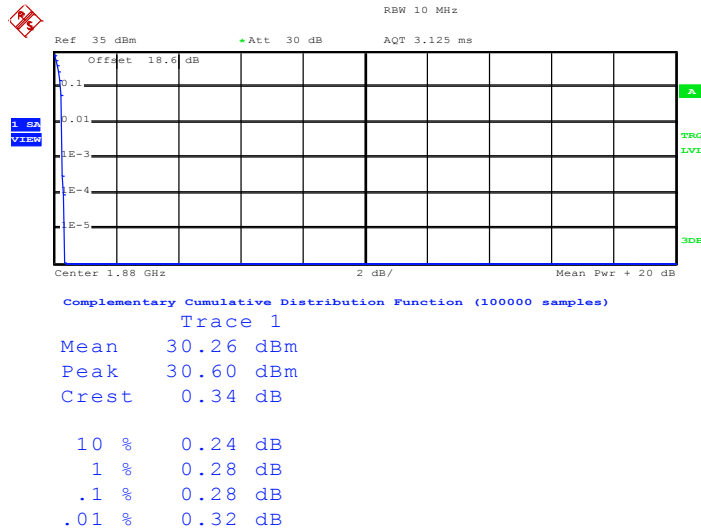 RBW 10 MHz
Ref 35 dBm *Att 30 dB AQT 3.125 ms
Offset 18.6 dB
0.1
A
0.01
1 SA
VIEW
TRG
LVL
1E-3
1E-4
1E-5
3DB
Center 1.88 GHz 2 dB/ Mean Pwr + 20 dB
Complementary Cumulative Distribution Function (100000 samples)
Trace 1
Mean 30.26 dBm
Peak 30.60 dBm
Crest 0.34 dB
10 % 0.24 dB
1 % 0.28 dB
.1 % 0.28 dB
.01 % 0.32 dB